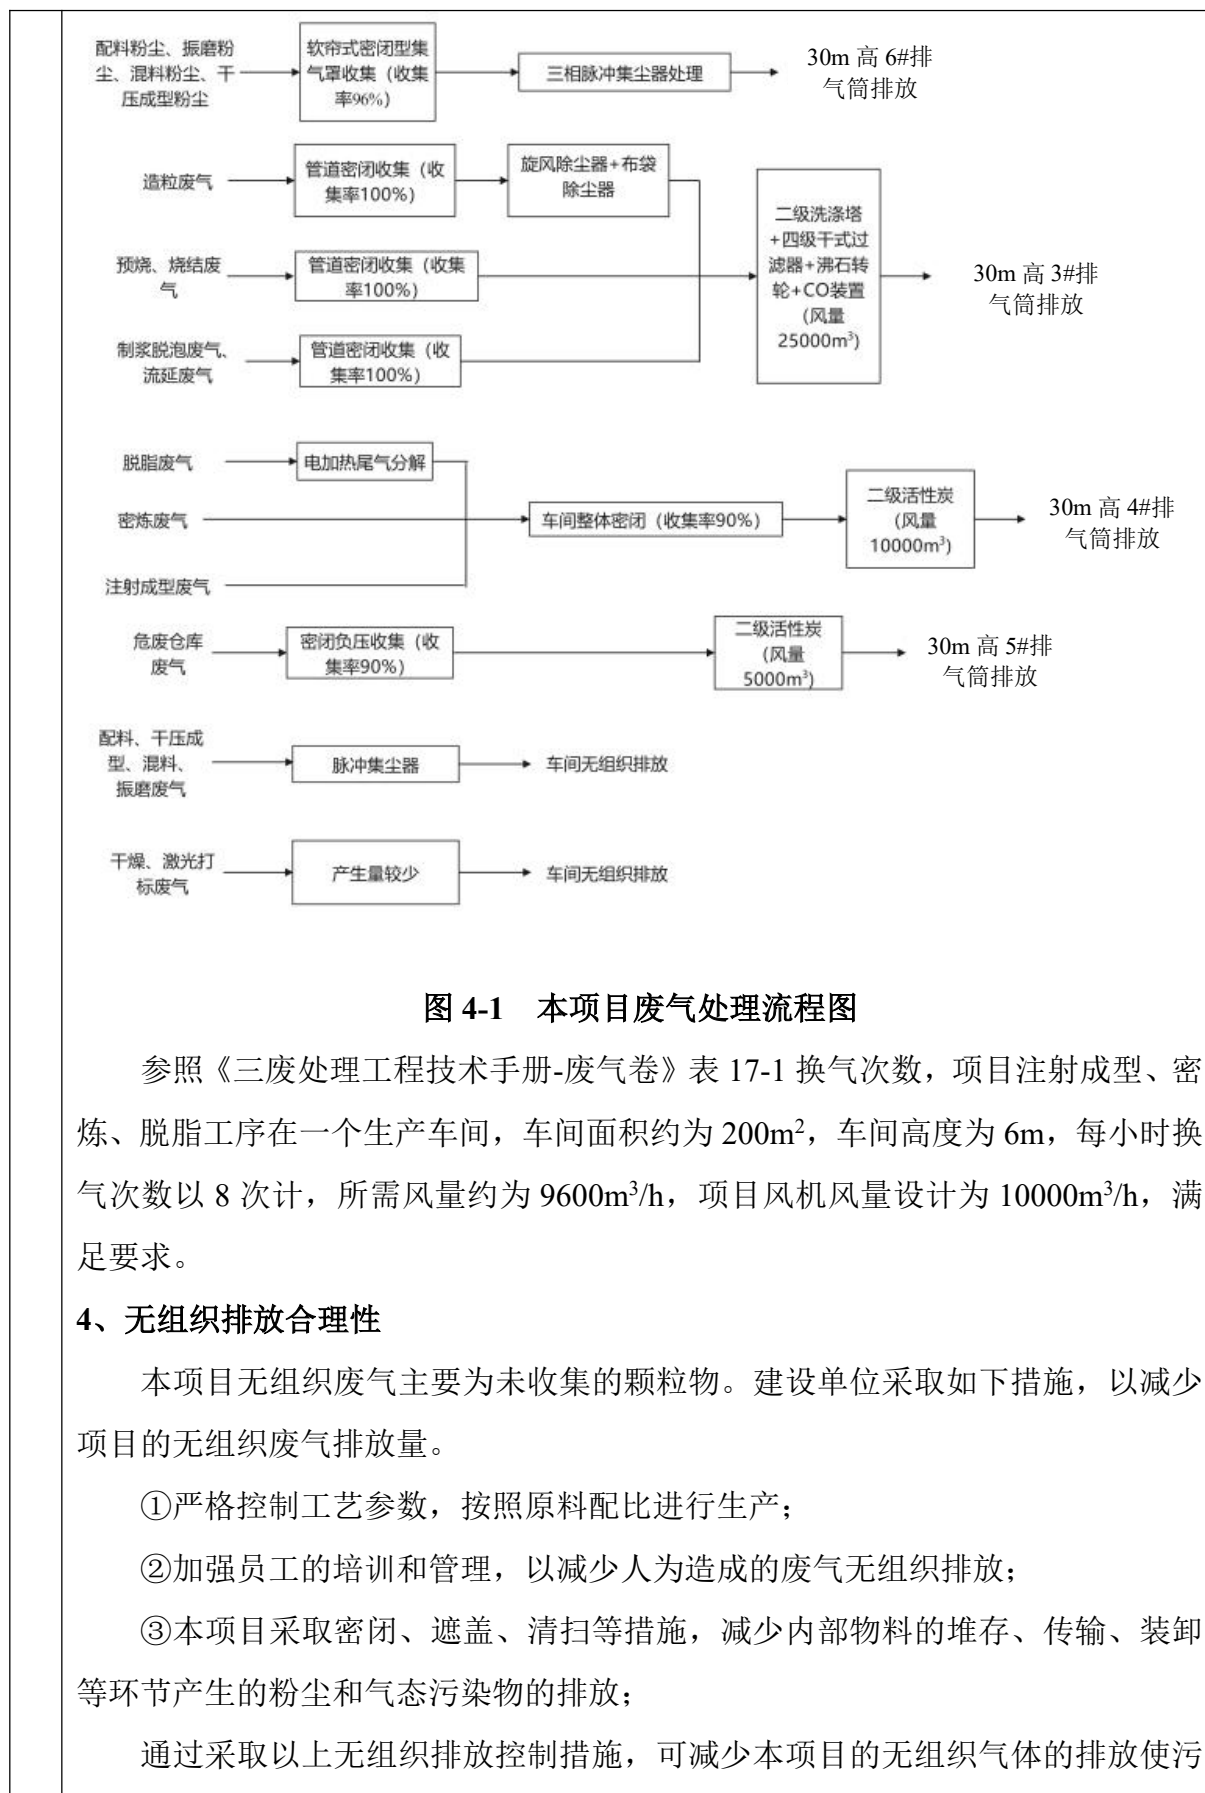 配料粉尘、振磨粉
尘、混料粉尘、干
压成型粉尘
软帘式密闭型集
气罩收集（收集
率96%）
三相脉冲集尘器处理
30m 高 6#排
气筒排放
造粒废气
管道密闭收集（收
集率100%）
旋风除尘器+布袋
除尘器
预烧、烧结废
气
管道密闭收集（收集
率100%）
制浆脱泡废气、
流延废气
管道密闭收集（收
集率100%）
二级洗涤塔
+四级干式过
滤器+沸石转
轮+CO装置
（风量
25000m³）
30m 高 3#排
气筒排放
脱脂废气
电加热尾气分解
密炼废气
注射成型废气
车间整体密闭（收集率90%）
二级活性炭
（风量
10000m³）
30m 高 4#排
气筒排放
危废仓库
废气
密闭负压收集（收
集率90%）
二级活性炭
（风量
5000m³）
30m 高 5#排
气筒排放
配料、干压成
型、混料、
振磨废气
脉冲集尘器
车间无组织排放
干燥、激光打
标废气
产生量较少
车间无组织排放
图 4-1 本项目废气处理流程图
参照《三废处理工程技术手册-废气卷》表 17-1 换气次数，项目注射成型、密
炼、脱脂工序在一个生产车间，车间面积约为 200m²，车间高度为 6m，每小时换
气次数以 8 次计，所需风量约为 9600m³/h，项目风机风量设计为 10000m³/h，满
足要求。
4、无组织排放合理性
本项目无组织废气主要为未收集的颗粒物。建设单位采取如下措施，以减少
项目的无组织废气排放量。
①严格控制工艺参数，按照原料配比进行生产；
②加强员工的培训和管理，以减少人为造成的废气无组织排放；
③本项目采取密闭、遮盖、清扫等措施，减少内部物料的堆存、传输、装卸
等环节产生的粉尘和气态污染物的排放；
通过采取以上无组织排放控制措施，可减少本项目的无组织气体的排放使污